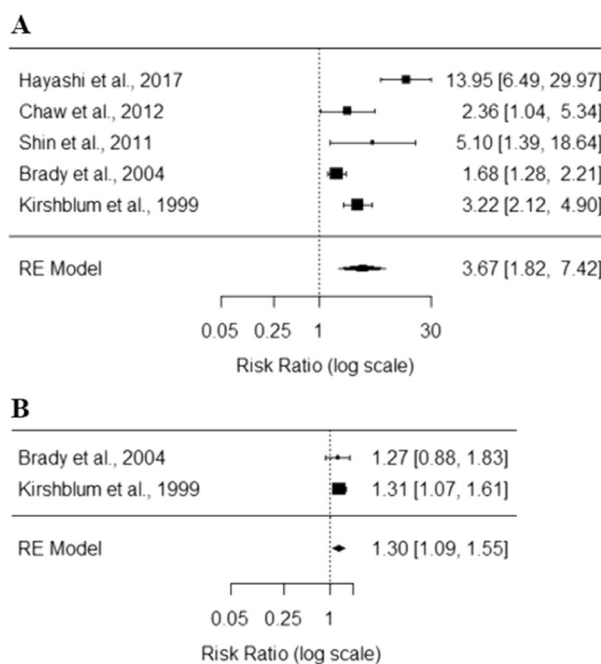 A
Hayashi et al., 2017 13.95 [6.49, 29.97]
Chaw et al., 2012 2.36 [1.04, 5.34]
Shin et al., 2011 5.10 [1.39, 18.64]
Brady et al., 2004 1.68 [1.28, 2.21]
Kirshblum et al., 1999 3.22 [2.12, 4.90]
RE Model 3.67 [1.82, 7.42]
0.05 0.25 1 30
Risk Ratio (log scale)
B
Brady et al., 2004 1.27 [0.88, 1.83]
Kirshblum et al., 1999 1.31 [1.07, 1.61]
RE Model 1.30 [1.09, 1.55]
0.05 0.25 1
Risk Ratio (log scale)